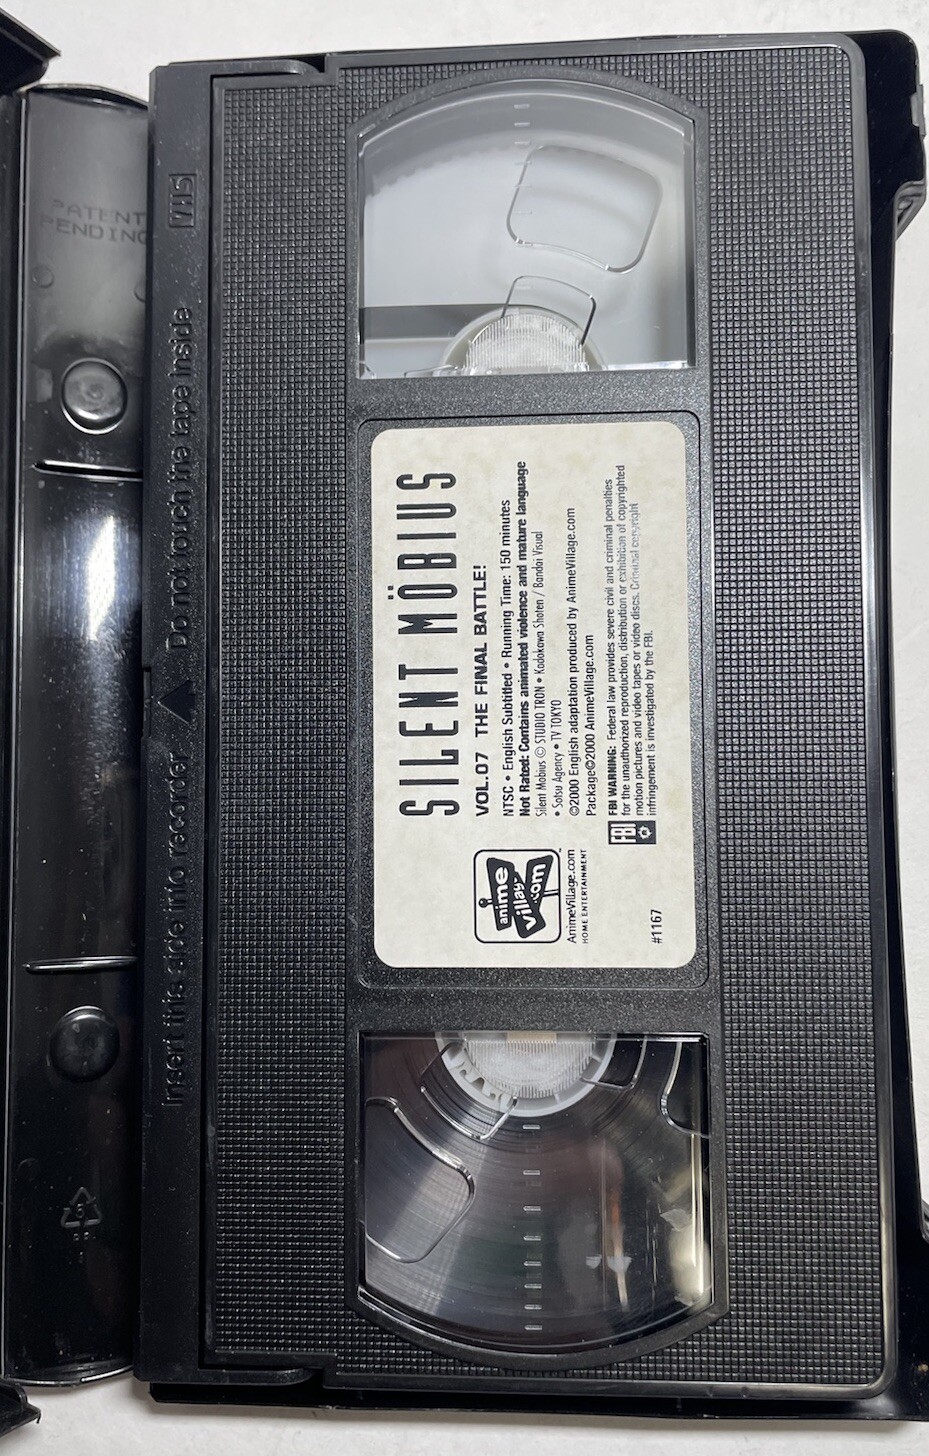 PATENT
PENDING
VHS
Insert this side into recorder ▲ Do not touch the tape inside
SILENT MÖBIUS
VOL.07 THE FINAL BATTLE!
NTSC • English Subtitled • Running Time: 150 minutes
Not Rated: Contains animated violence and mature language
Silent Mobius © STUDIO TRON • Kadokawa Shoten / Bandai Visual
• Sotsu Agency • TV TOKYO
©2000 English adaptation produced by AnimeVillage.com
Package©2000 AnimeVillage.com
FBI WARNING: Federal law provides severe civil and criminal penalties
for the unauthorized reproduction, distribution or exhibition of copyrighted
motion pictures and video tapes or video discs. Criminal copyright
infringement is investigated by the FBI.
FBI
anime
village
.com
AnimeVillage.com
HOME ENTERTAINMENT
#1167
5
PP